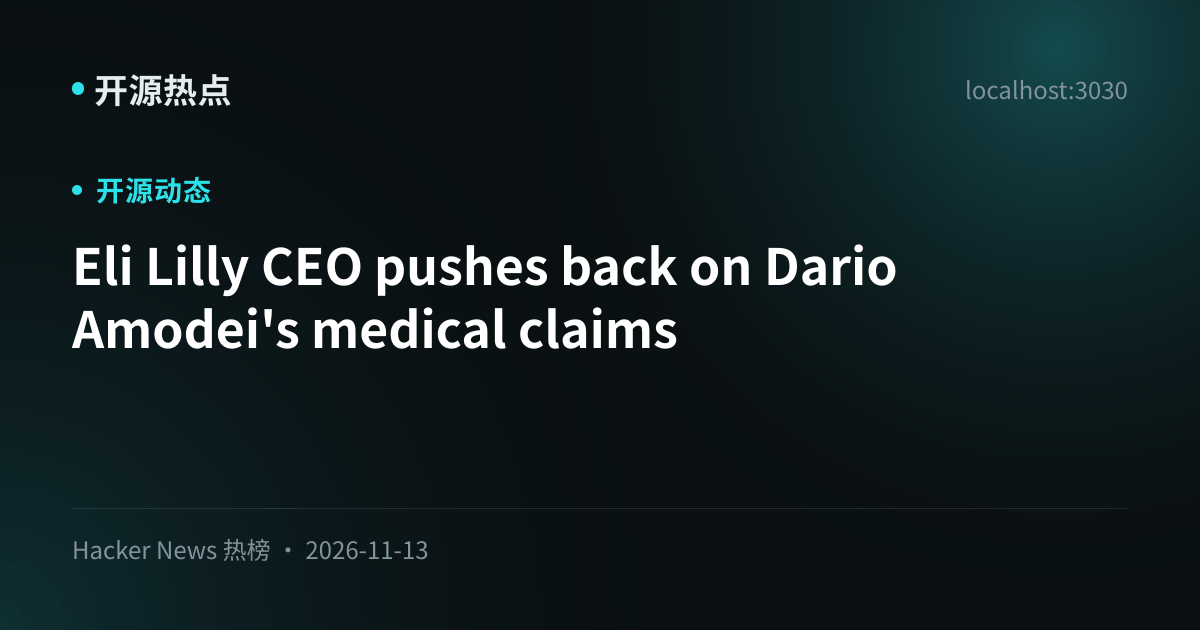 开源热点
localhost:3030
开源动态
Eli Lilly CEO pushes back on Dario
Amodei's medical claims
Hacker News 热榜 · 2026-11-13